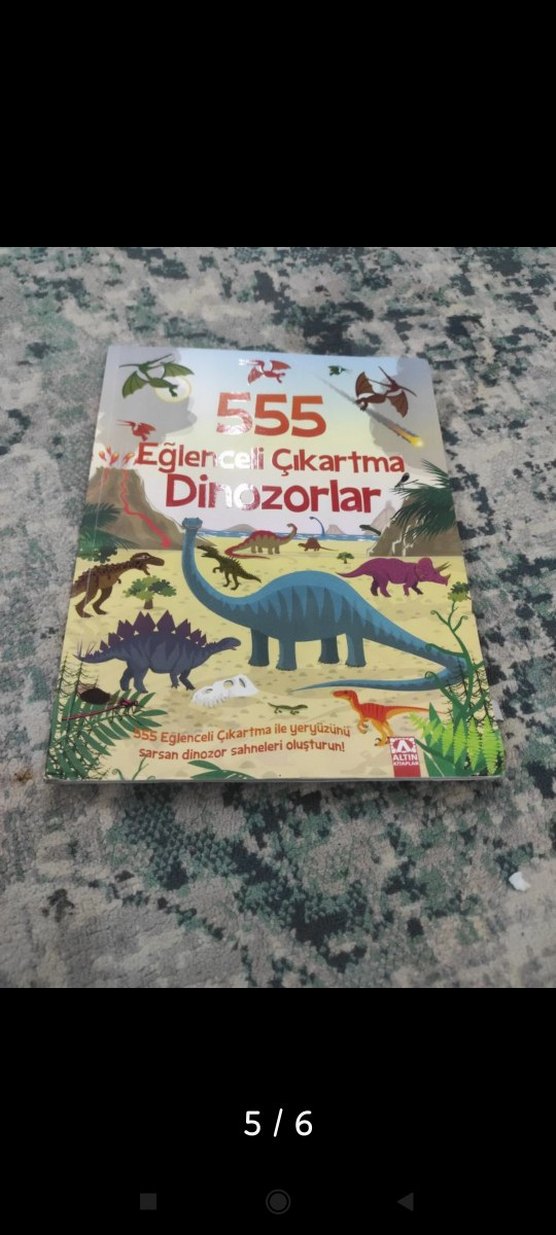 555
Eğlenceli Çıkartma
Dinozorlar
555 Eğlenceli Çıkartma ile yeryüzünü
sarsan dinozor sahneleri oluşturun!
ALTIN
KİTAPLAR
5 / 6